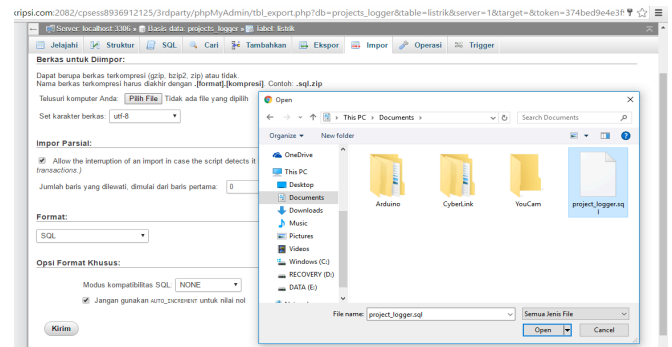 kripsi.com:2082/cpsess8936912125/3rdparty/phpMyAdmin/tbl_export.php?db=projects_logger&table=listrik&server=1&target=&token=374bed9e4e3f
Server: localhost:3306 » Basis data: projects_logger » Tabel: listrik
Jelajahi Struktur SQL Cari Tambahkan Ekspor Impor Operasi Trigger
Berkas untuk Diimpor:
Dapat berupa berkas terkompresi (gzip, bzip2, zip) atau tidak.
Nama berkas terkompresi harus diakhir dengan .[format].[kompresi]. Contoh: .sql.zip
Telusuri komputer Anda: Pilih File Tidak ada file yang dipilih
Set karakter berkas: utf-8
Impor Parsial:
Allow the interruption of an import in case the script detects it
transactions.)
Jumlah baris yang dilewati, dimulai dari baris pertama: 0
Format:
SQL
Opsi Format Khusus:
Modus kompatibilitas SQL: NONE
Jangan gunakan AUTO_INCREMENT untuk nilai nol
Kirim
Open
This PC › Documents ›
Search Documents
Organize New folder
OneDrive
This PC
Desktop
Documents
Downloads
Music
Pictures
Videos
Windows (C:)
RECOVERY (D:)
DATA (E:)
Arduino
CyberLink
YouCam
project_logger.sq
l
File name: project_logger.sql
Semua Jenis File
Open Cancel